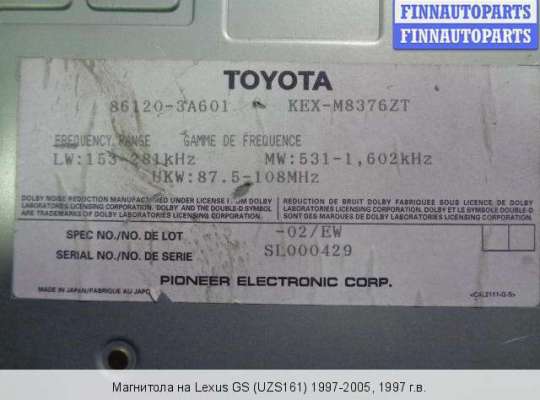 FINNAUTOPARTS
FINNAUTOPARTS
TOYOTA
86120-3A601 KEX-M8376ZT
FREQUENCY RANGE GAMME DE FREQUENCE
LW:153-281kHz MW:531-1,602kHz
UKW:87.5-108MHz
DOLBY NOISE REDUCTION MANUFACTURED UNDER LICENSE FROM DOLBY
LABORATORIES LICENSING CORPORATION. DOLBY AND THE DOUBLE-D SYMBOL
ARE TRADEMARKS OF DOLBY LABORATORIES LICENSING CORPORATION.
REDUCTION DE BRUIT DOLBY FABRIQUEE SOUS LICENCE DE DOLBY
LABORATORIES LICENSING CORPORATION. DOLBY ET LE SYMBOLE DOUBLE-D
SONT DES MARQUES DE DOLBY LABORATORIES LICENSING CORPORATION.
SPEC NO./NO. DE LOT -02/EW
SERIAL NO./NO. DE SERIE SL000429
PIONEER ELECTRONIC CORP.
MADE IN JAPAN/FABRIQUE AU JAPO
Магнитола на Lexus GS (UZS161) 1997-2005, 1997 г.в.